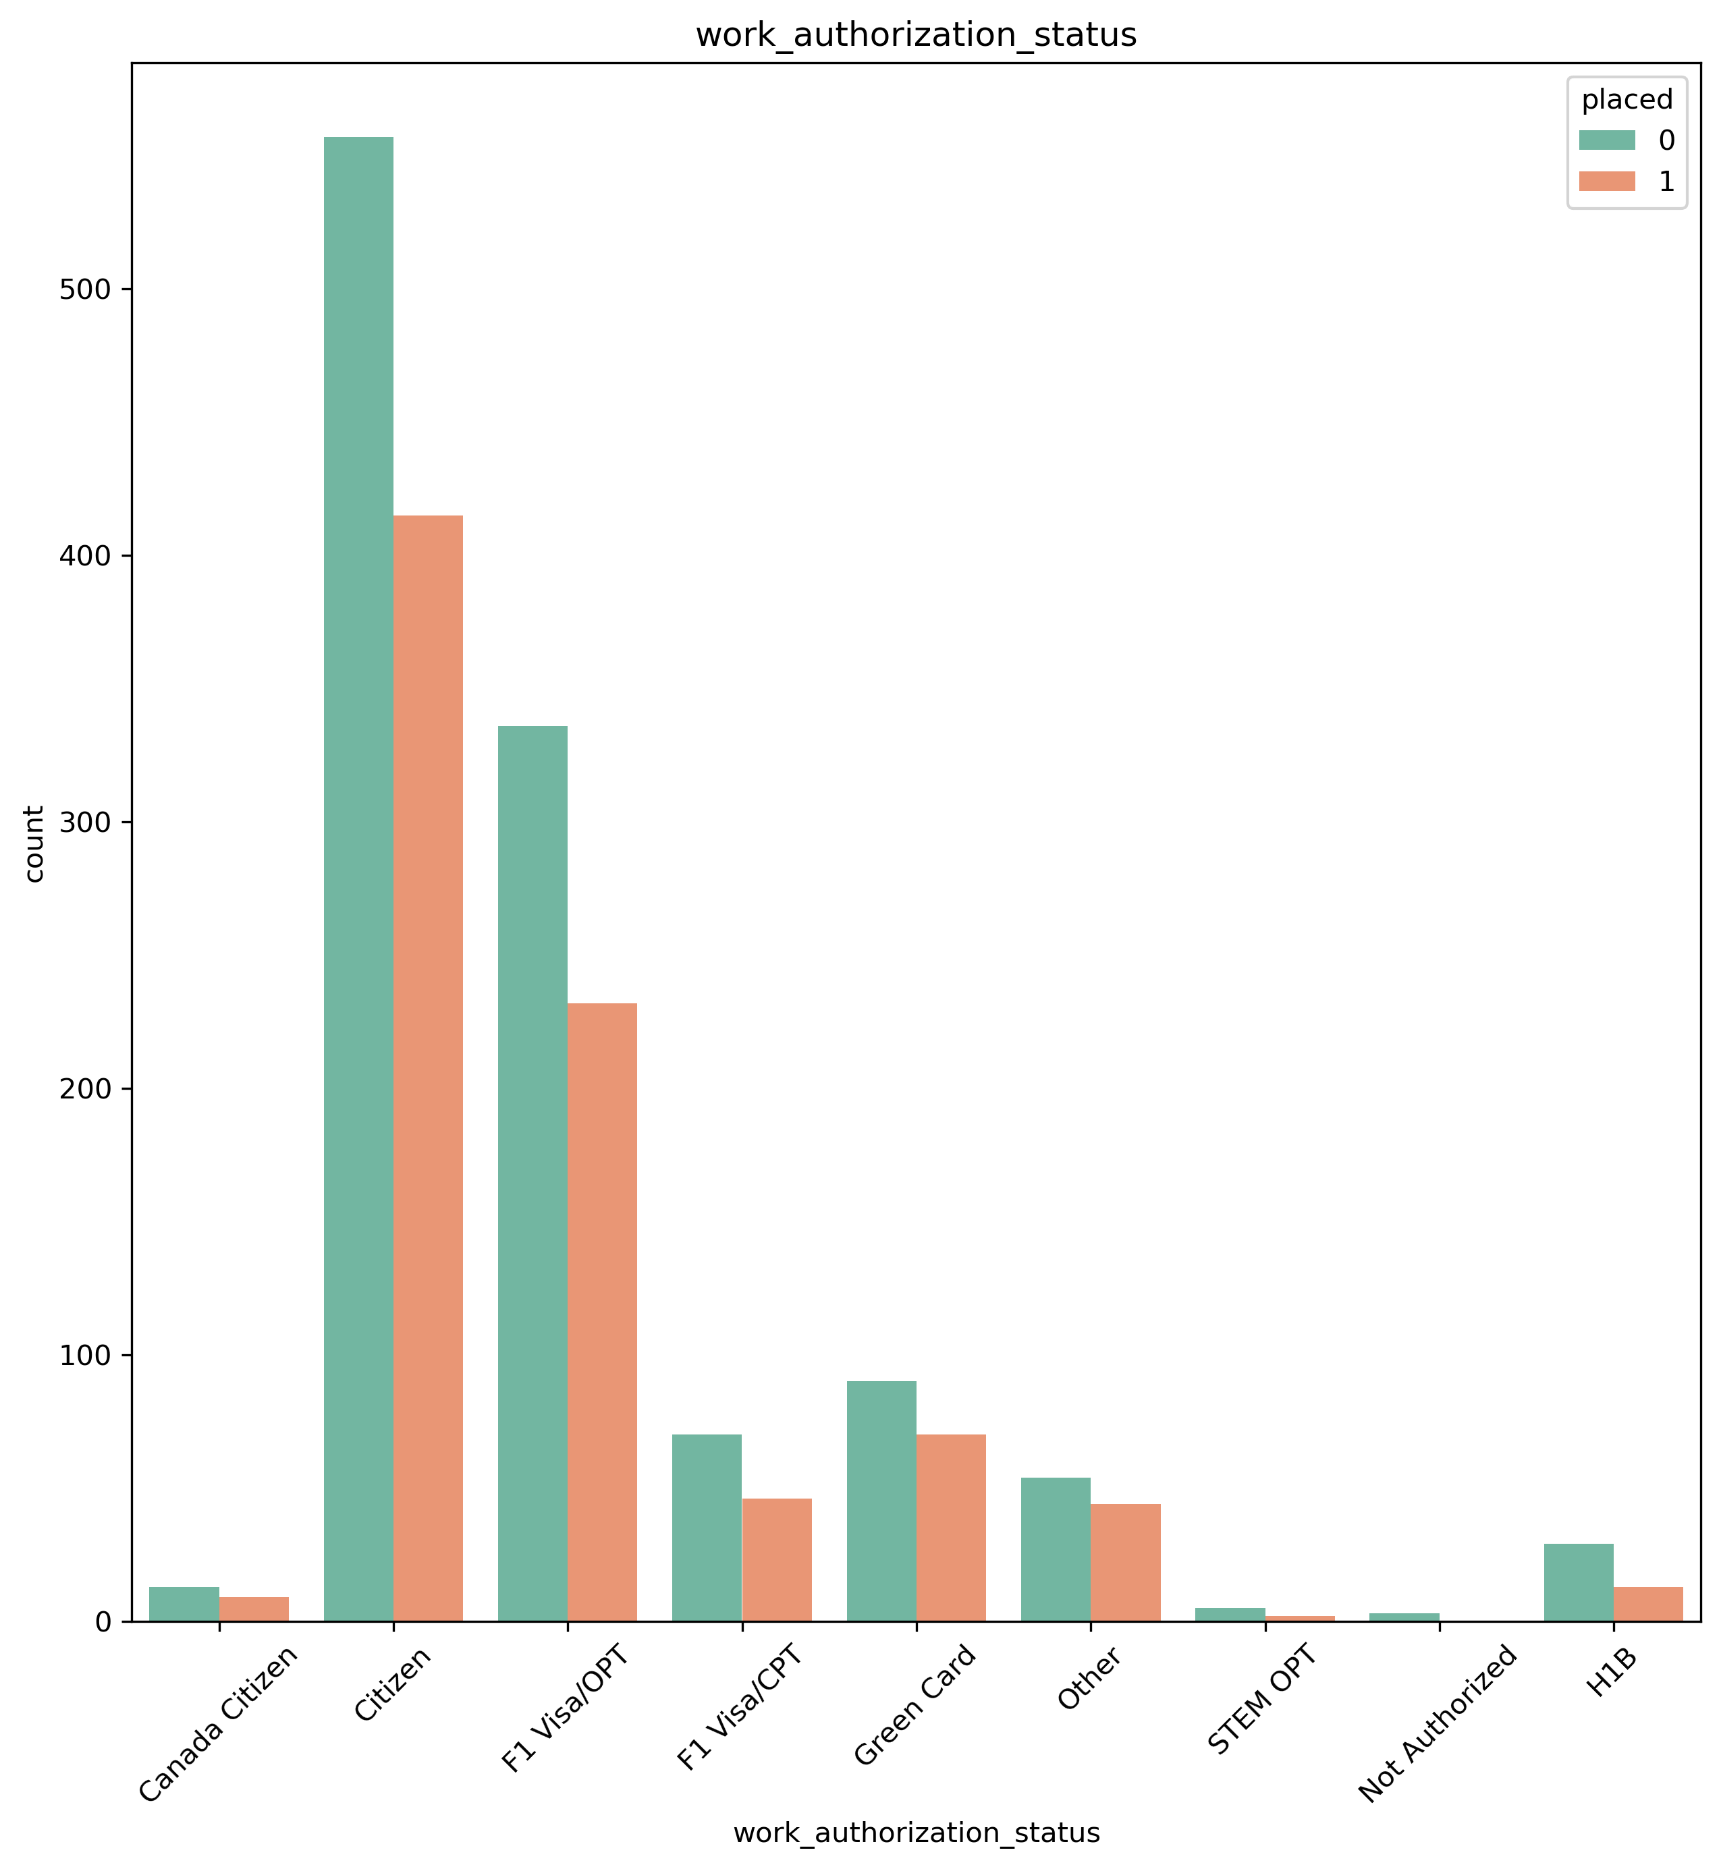 work_authorization_status
placed
0
1
500
400
300
200
100
0
count
Canada Citizen
Citizen
F1 Visa/OPT
F1 Visa/CPT
Green Card
Other
STEM OPT
Not Authorized
H1B
work_authorization_status